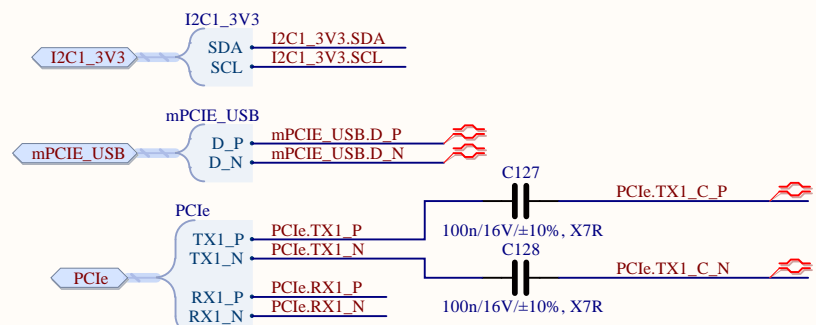 I2C1_3V3
I2C1_3V3
SDA
I2C1_3V3.SDA
SCL
I2C1_3V3.SCL
mPCIE_USB
mPCIE_USB
D_P
mPCIE_USB.D_P
D_N
mPCIE_USB.D_N
C127
PCIe.TX1_C_P
100n/16V/±10%, X7R
PCIe
PCIe
TX1_P
PCIe.TX1_P
TX1_N
PCIe.TX1_N
C128
PCIe.TX1_C_N
100n/16V/±10%, X7R
RX1_P
PCIe.RX1_P
RX1_N
PCIe.RX1_N